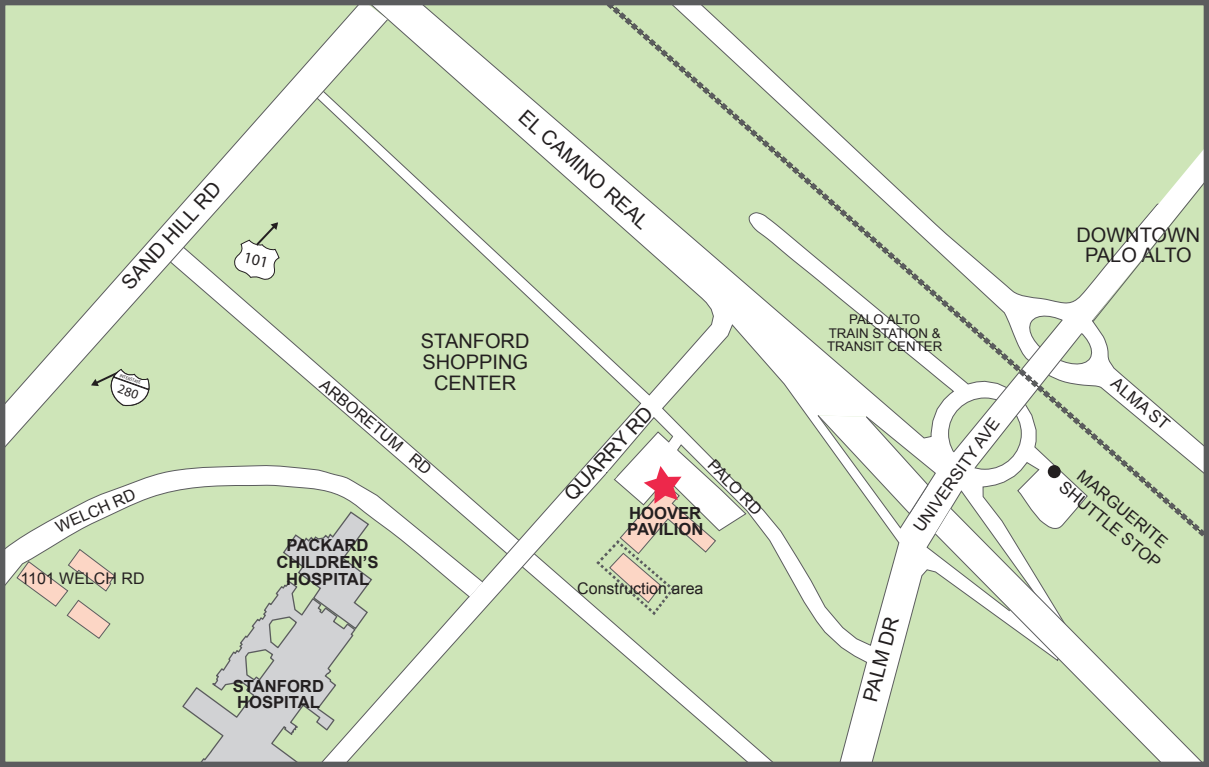 EL CAMINO REAL
SAND HILL RD
101
DOWNTOWN
PALO ALTO
PALO ALTO
TRAIN STATION &
TRANSIT CENTER
STANFORD
SHOPPING
CENTER
280
ARBORETUM RD
ALMA ST
QUARRY RD
UNIVERSITY AVE
PALO RD
MARGUERITE
SHUTTLE STOP
WELCH RD
HOOVER
PAVILION
PACKARD
CHILDREN'S
HOSPITAL
1101 WELCH RD
Construction area
PALM DR
STANFORD
HOSPITAL